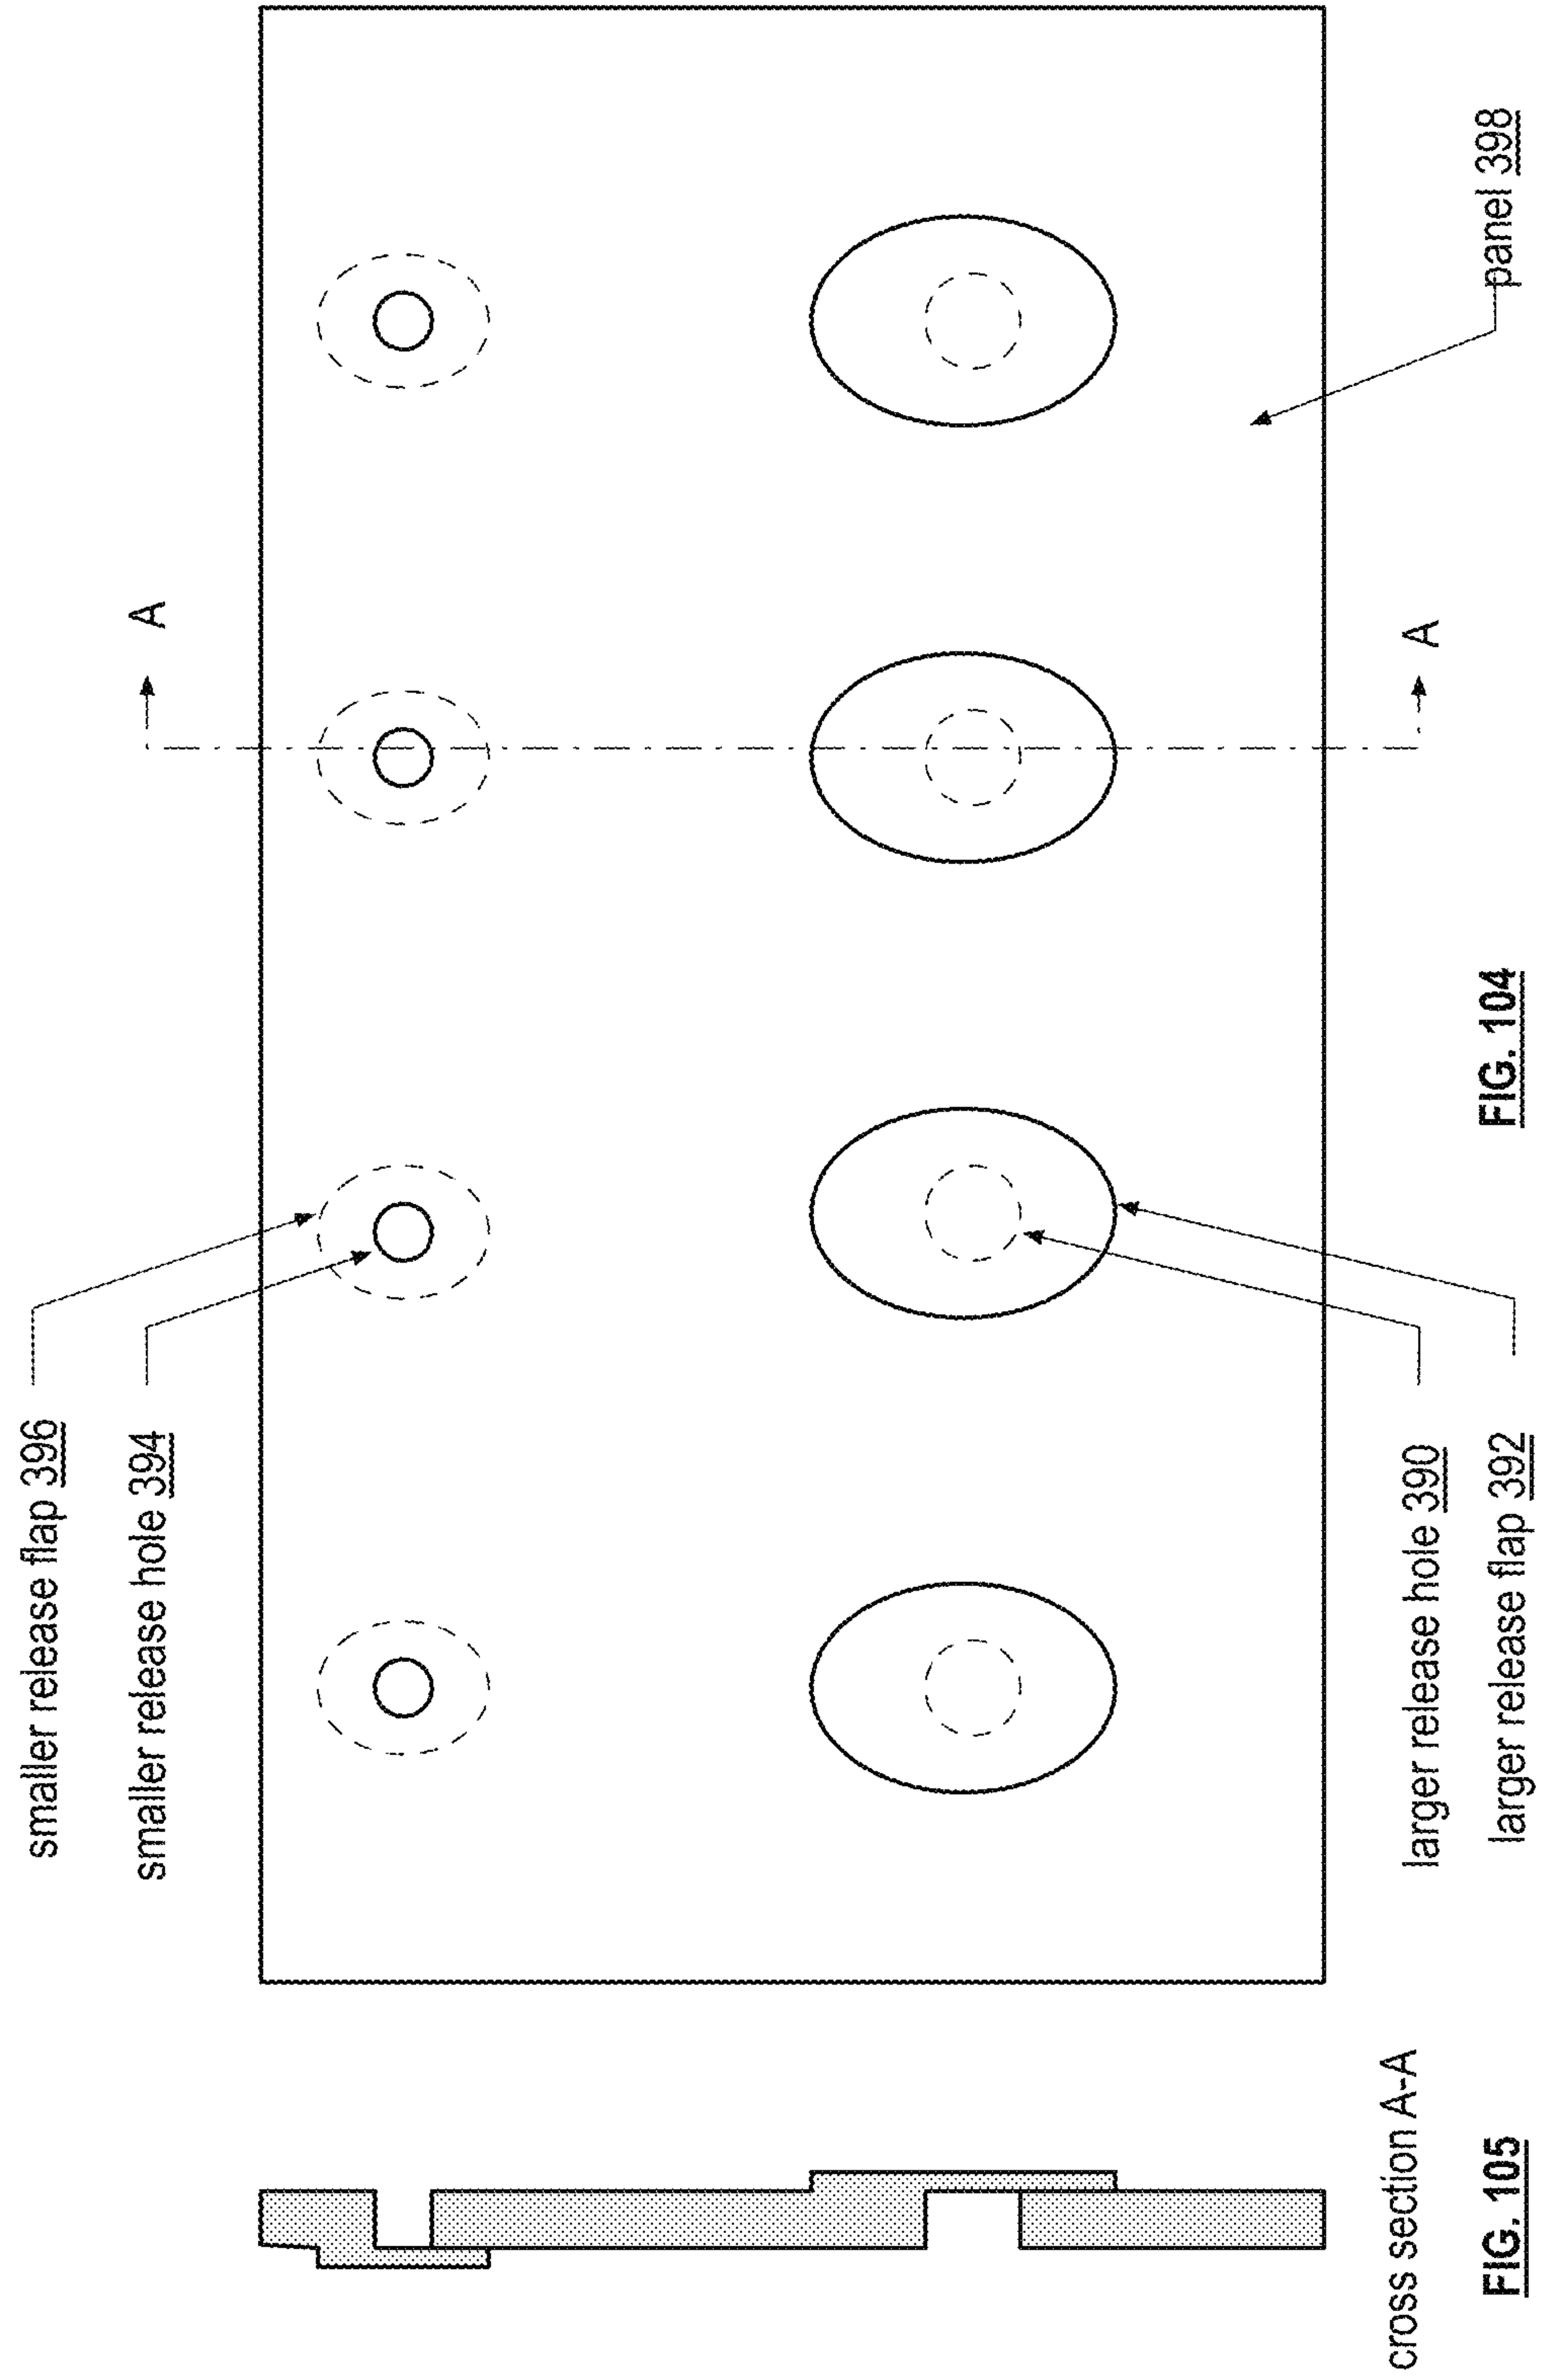 smaller release flap 396
smaller release hole 394
A
A
panel 398
larger release hole 390
larger release flap 392
FIG. 104
cross section A-A
FIG. 105